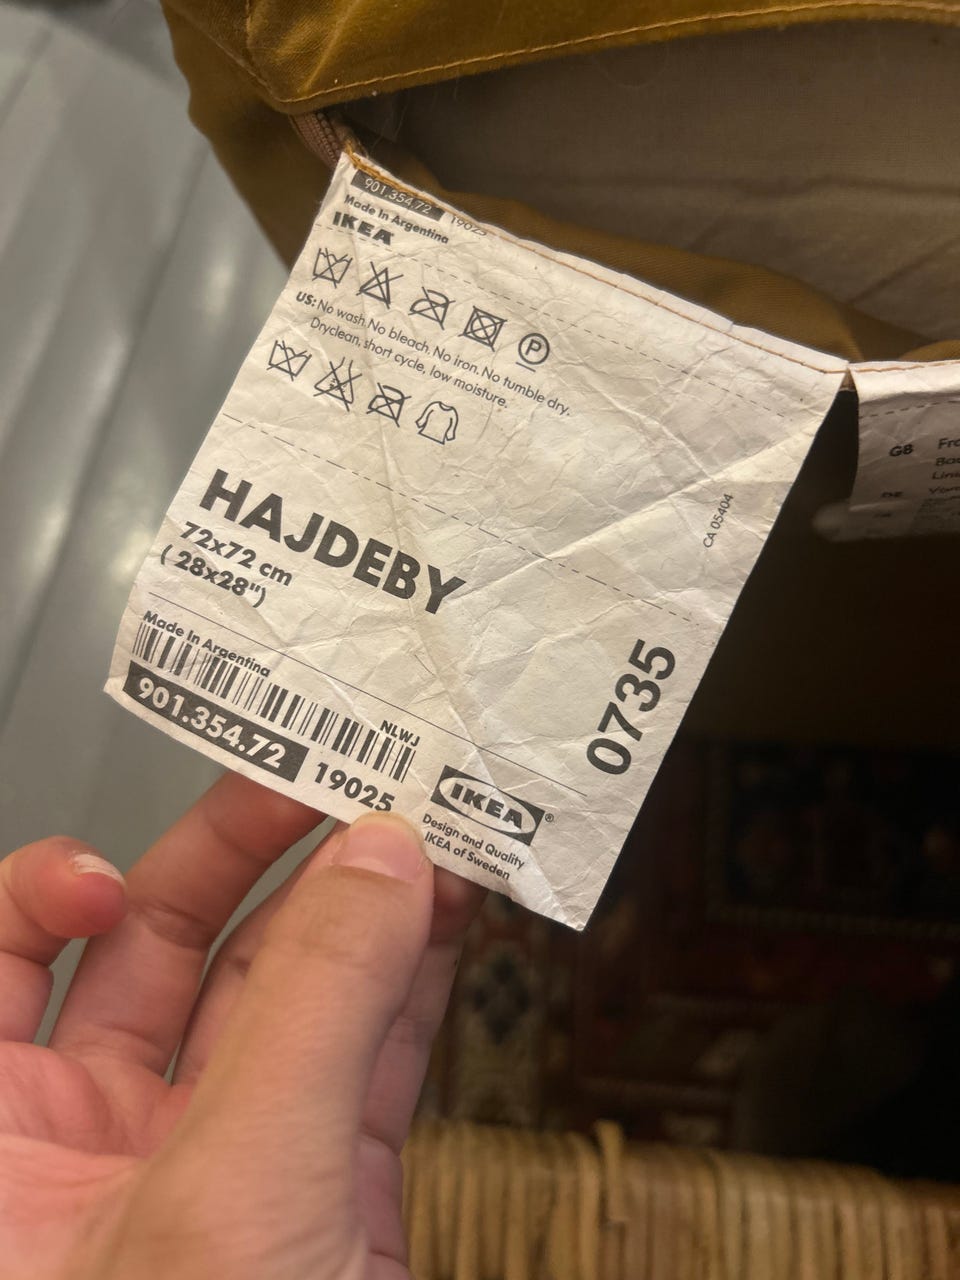 901.354.72 19025
Made in Argentina
IKEA
P
US: No wash. No bleach. No iron. No tumble dry.
Dryclean, short cycle, low moisture.
HAJDEBY
72x72 cm
( 28x28")
CA 05404
0735
Made in Argentina
NLWJ
901.354.72 19025
IKEA®
Design and Quality
IKEA of Sweden
GB
DE